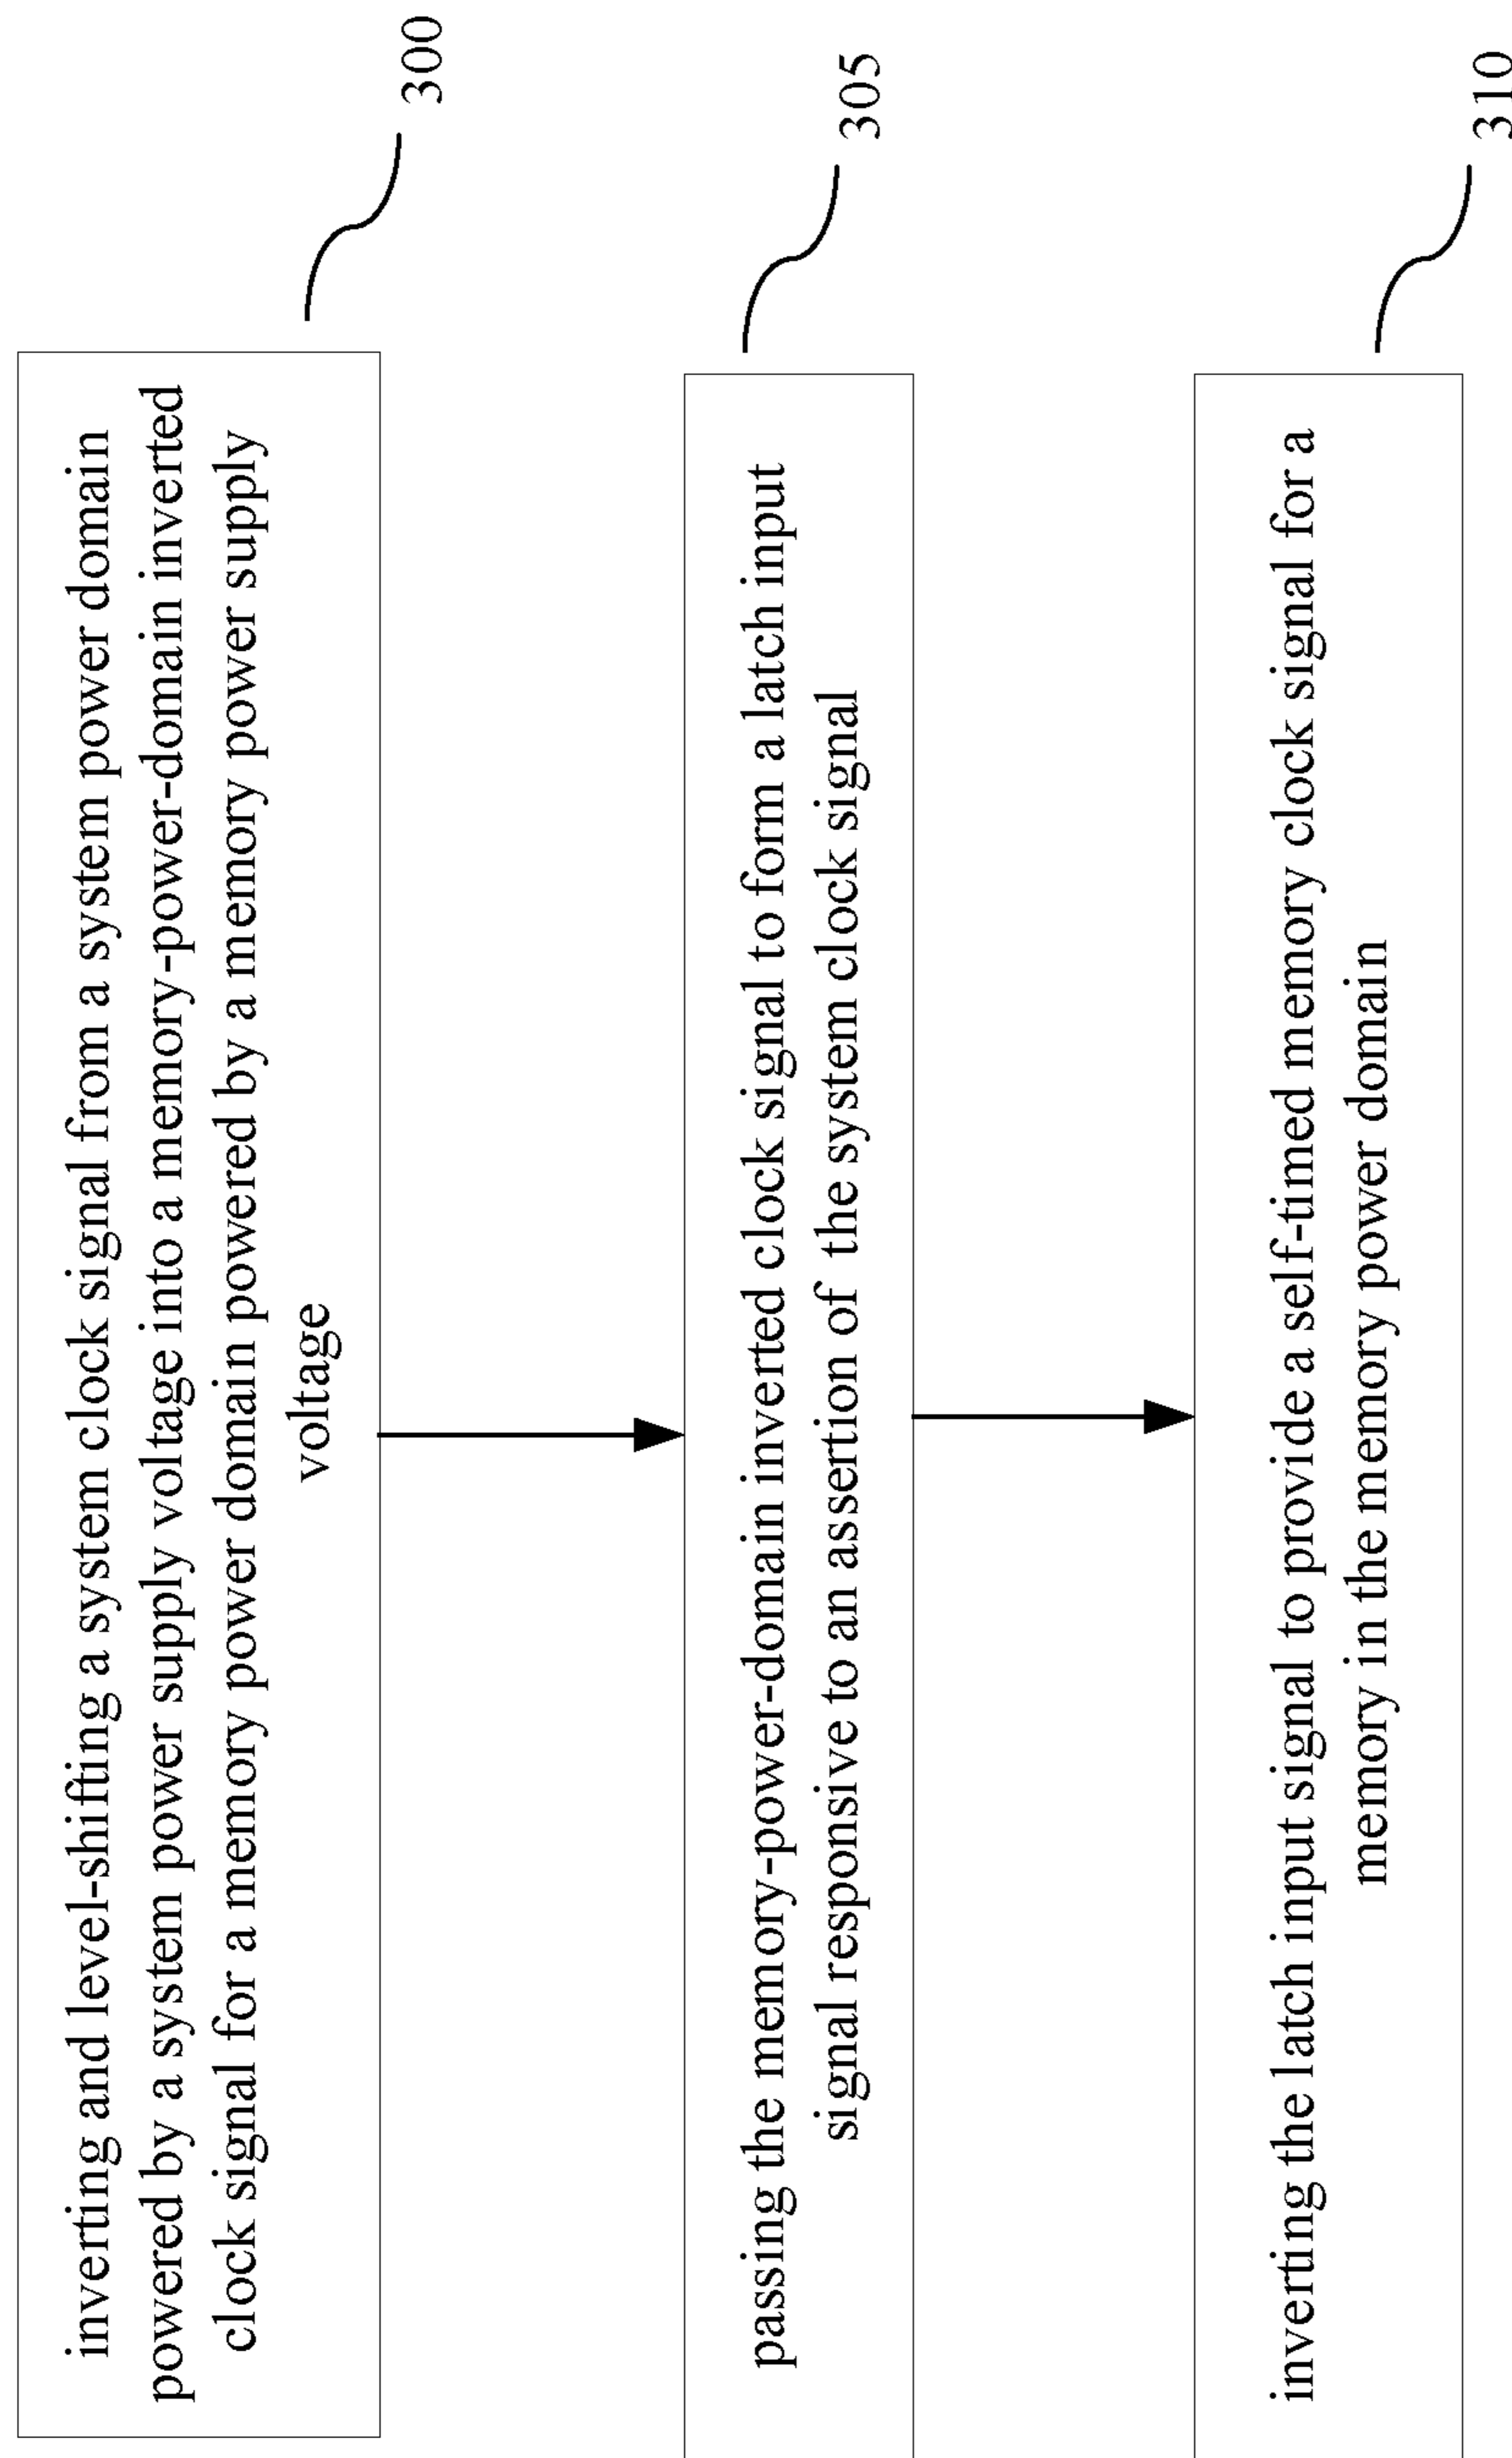 inverting and level-shifting a system clock signal from a system power domain
powered by a system power supply voltage into a memory-power-domain inverted
clock signal for a memory power domain powered by a memory power supply
voltage
300
passing the memory-power-domain inverted clock signal to form a latch input
signal responsive to an assertion of the system clock signal
305
inverting the latch input signal to provide a self-timed memory clock signal for a
memory in the memory power domain
310